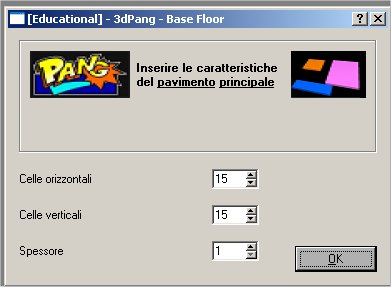 [Educational] - 3dPang - Base Floor
PANG
Inserire le caratteristiche
del pavimento principale
Celle orizzontali
15
Celle verticali
15
Spessore
1
OK